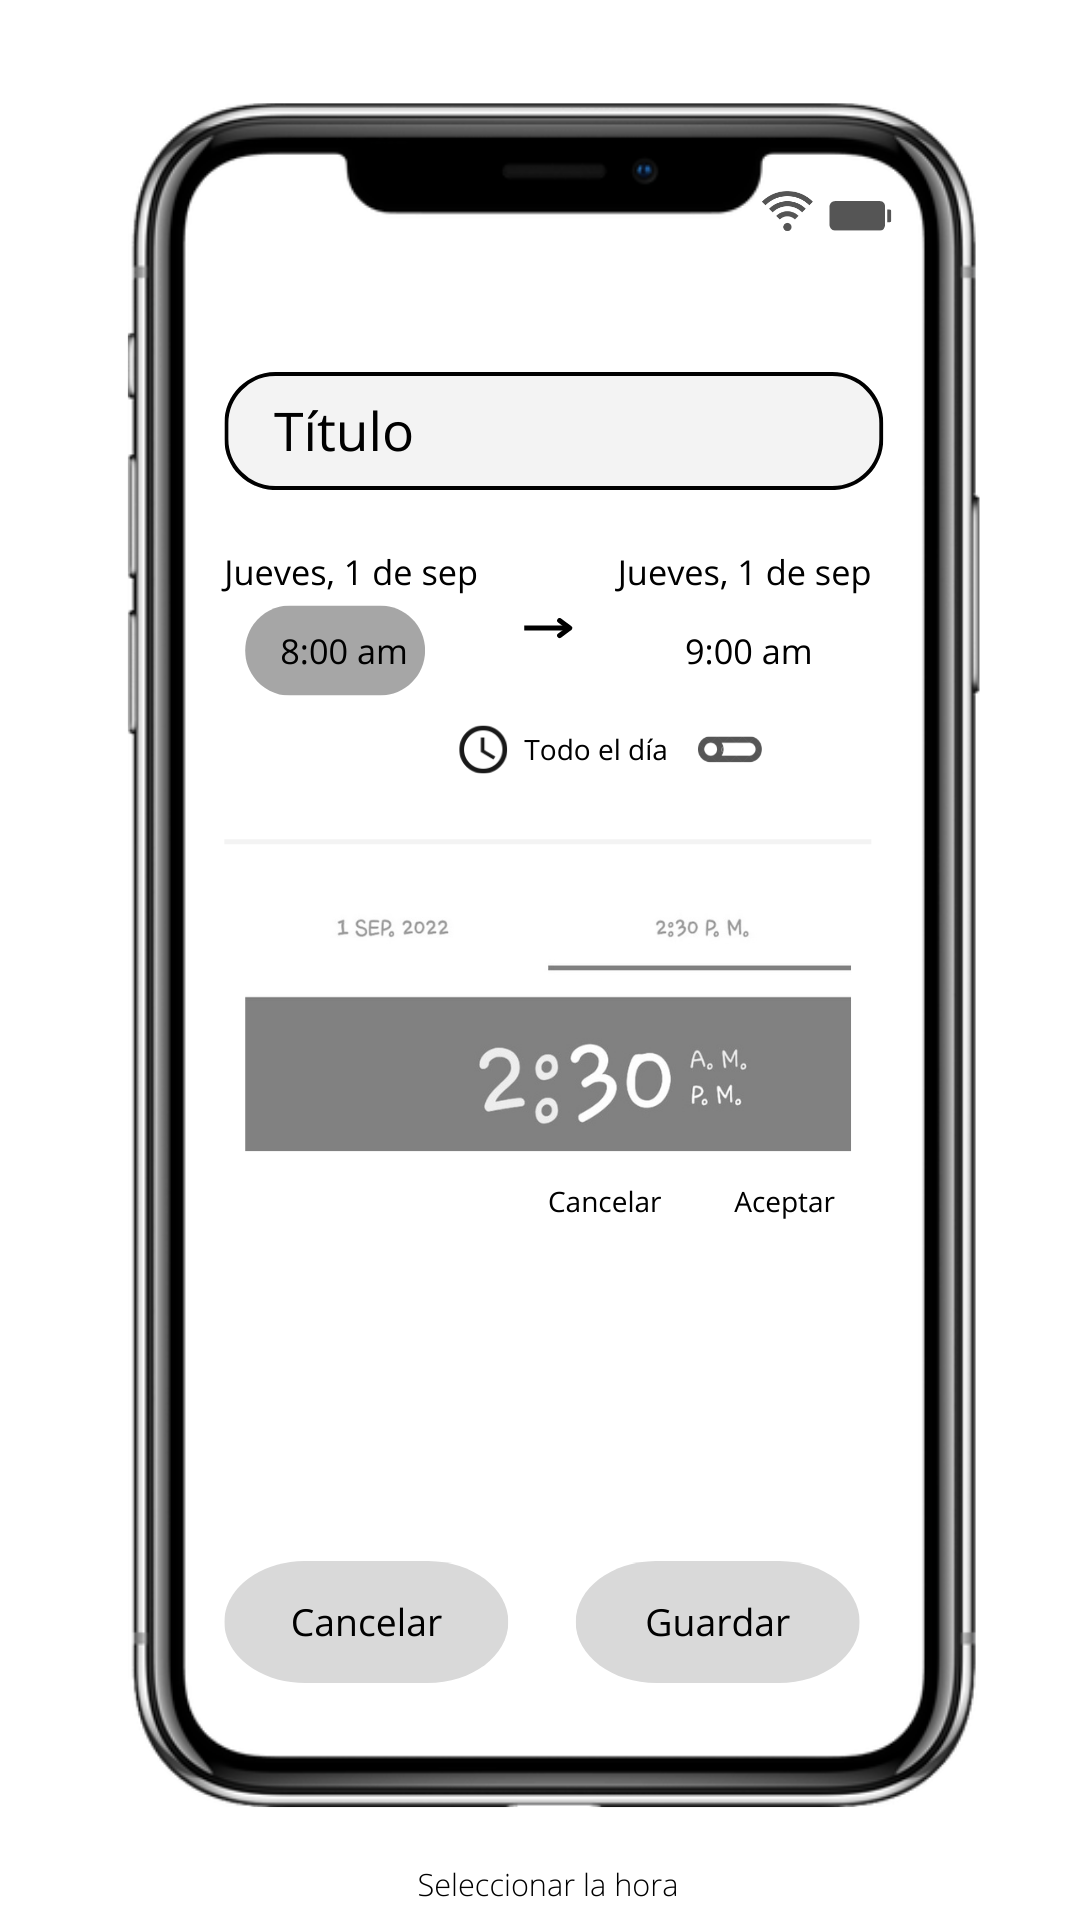 Título
Jueves, 1 de sep
Jueves, 1 de sep
8:00 am
9:00 am
Todo el día
1 SEP. 2022
2:30 P. M.
2:30
A. M.
P. M.
Cancelar
Aceptar
Cancelar
Guardar
Seleccionar la hora